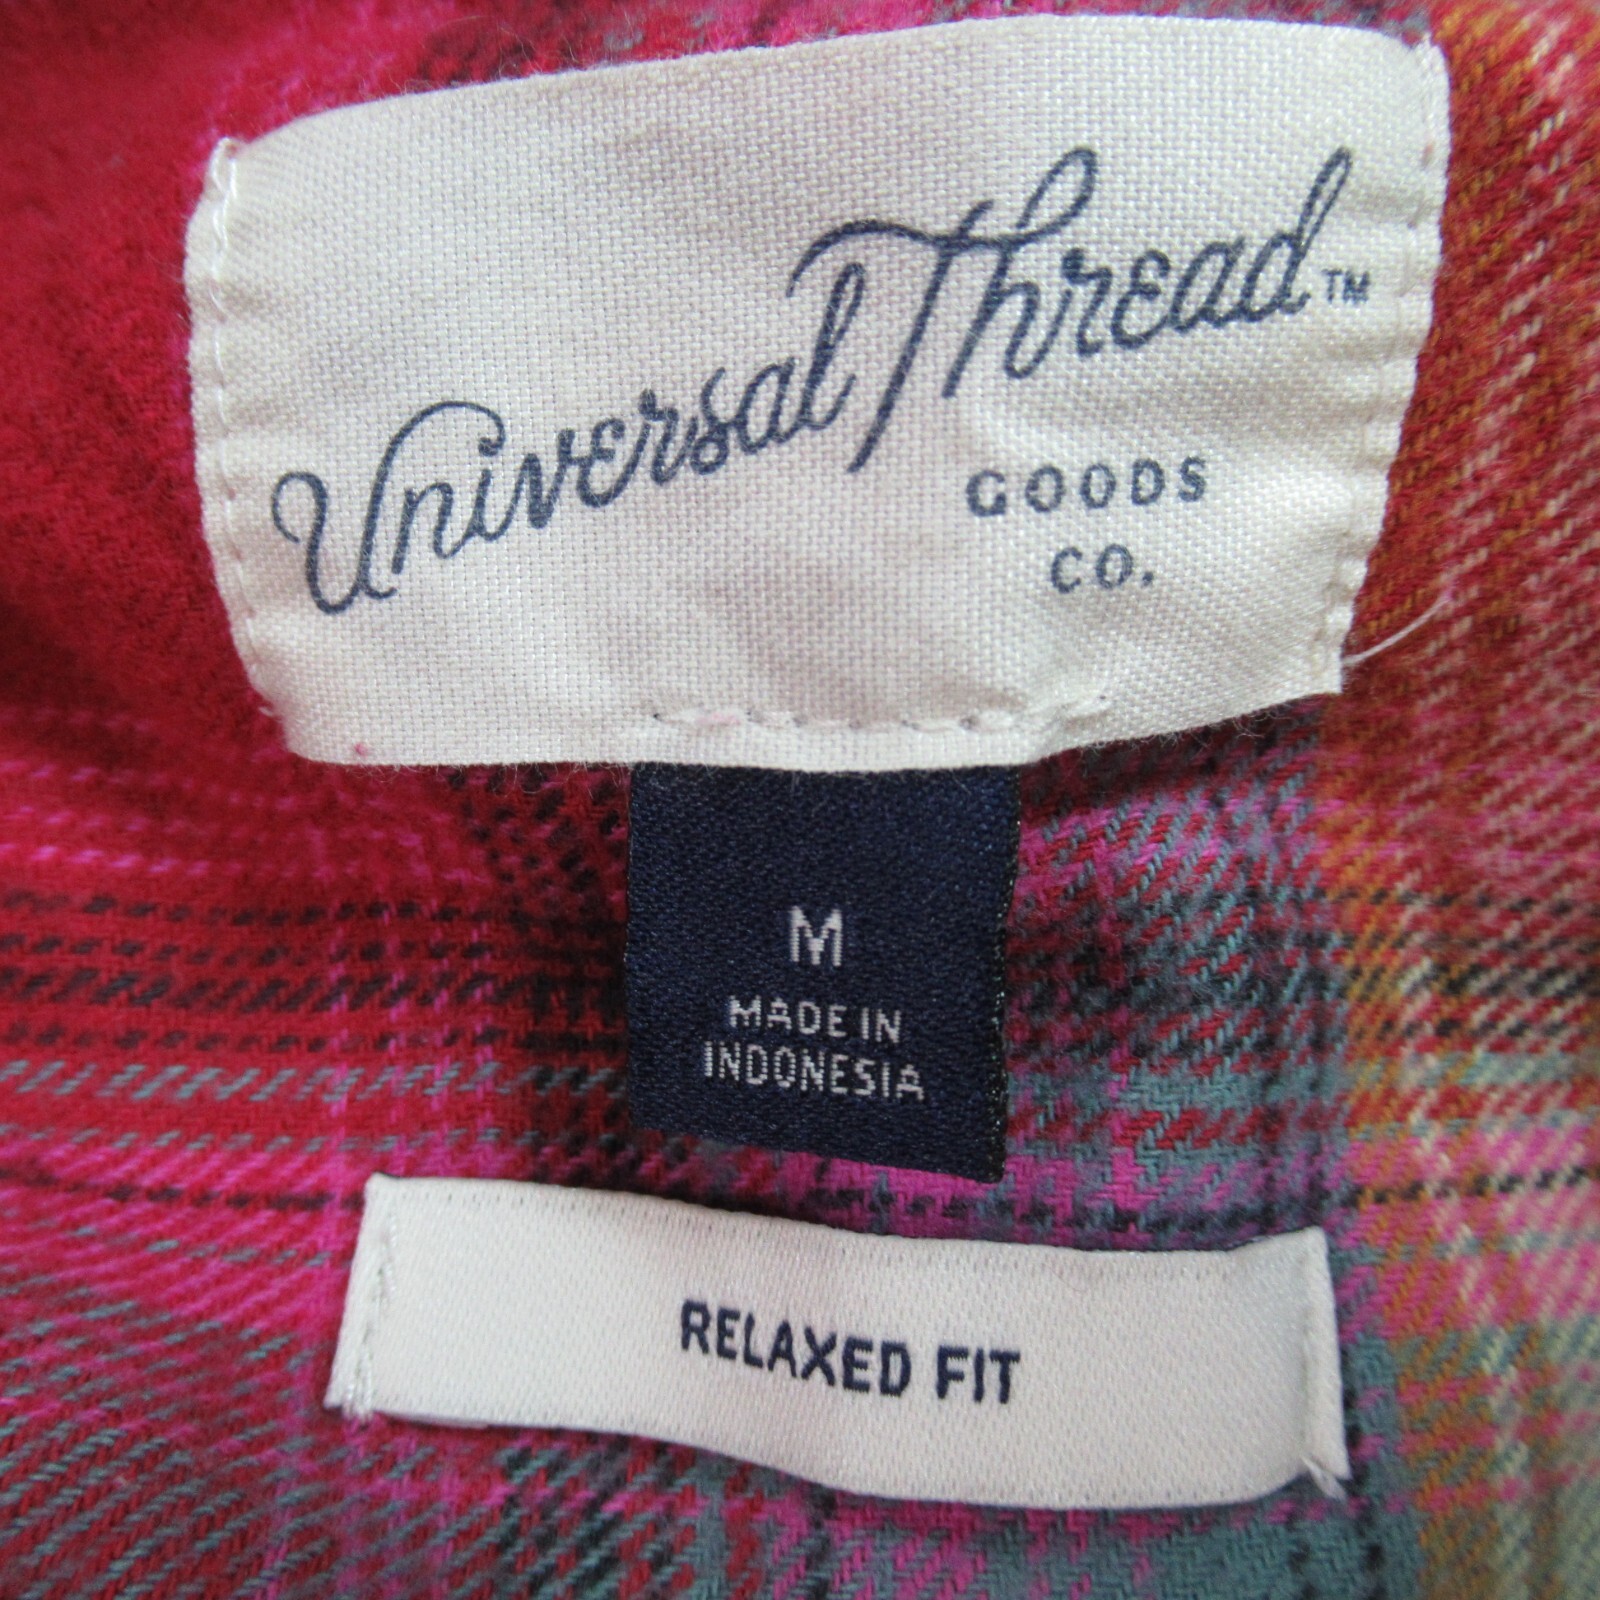 Universal Thread™
GOODS
CO.
M
MADE IN
INDONESIA
RELAXED FIT